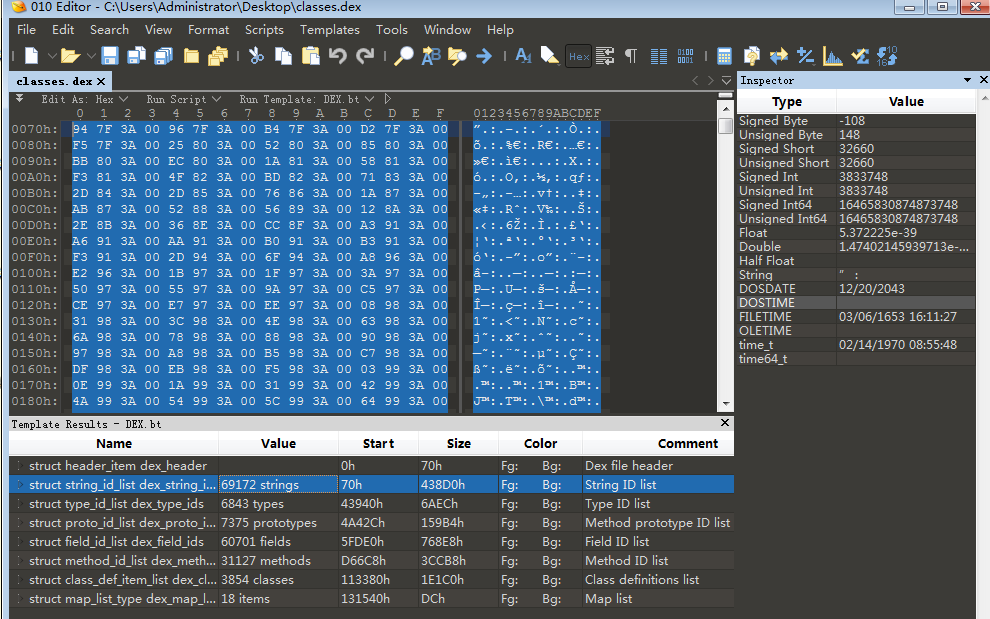 010 Editor - C:\Users\Administrator\Desktop\classes.dex
File Edit Search View Format Scripts Templates Tools Window Help
Hex
classes.dex
Inspector
Edit As: Hex Run Script Run Template: DEX.bt
0 1 2 3 4 5 6 7 8 9 A B C D E F 0123456789ABCDEF
0070h: 94 7F 3A 00 96 7F 3A 00 B4 7F 3A 00 D2 7F 3A 00 ”.:.–.:.´.:.Ò.:.
0080h: F5 7F 3A 00 25 80 3A 00 52 80 3A 00 85 80 3A 00 õ.:.%€:.R€:.…€:.
0090h: BB 80 3A 00 EC 80 3A 00 1A 81 3A 00 58 81 3A 00 »€:.ì€:...:.X.:.
00A0h: F3 81 3A 00 4F 82 3A 00 BD 82 3A 00 71 83 3A 00 ó.:.O‚:.½‚:.qƒ:.
00B0h: 2D 84 3A 00 2D 85 3A 00 76 86 3A 00 1A 87 3A 00 -„:.-…:.v†:..‡:.
00C0h: AB 87 3A 00 52 88 3A 00 56 89 3A 00 12 8A 3A 00 «‡:.Rˆ:.V‰:..Š:.
00D0h: 2E 8B 3A 00 36 8E 3A 00 CC 8F 3A 00 A3 91 3A 00 .‹:.6Ž:.Ì.:.£‘:.
00E0h: A6 91 3A 00 AA 91 3A 00 B0 91 3A 00 B3 91 3A 00 ¦‘:.ª‘:.°‘:.³‘:.
00F0h: F3 91 3A 00 2D 94 3A 00 6F 94 3A 00 A8 96 3A 00 ó‘:.-”:.o”:.¨–:.
0100h: E2 96 3A 00 1B 97 3A 00 1F 97 3A 00 3A 97 3A 00 â–:..—:..—:.:—:.
0110h: 50 97 3A 00 55 97 3A 00 9A 97 3A 00 C5 97 3A 00 P—:.U—:.š—:.Å—:.
0120h: CE 97 3A 00 E7 97 3A 00 EE 97 3A 00 08 98 3A 00 Î—:.ç—:.î—:..˜:.
0130h: 31 98 3A 00 3C 98 3A 00 4E 98 3A 00 63 98 3A 00 1˜:.<˜:.N˜:.c˜:.
0140h: 6A 98 3A 00 78 98 3A 00 88 98 3A 00 90 98 3A 00 j˜:.x˜:.ˆ˜:..˜:.
0150h: 97 98 3A 00 A8 98 3A 00 B5 98 3A 00 C7 98 3A 00 —˜:.¨˜:.µ˜:.Ç˜:.
0160h: DF 98 3A 00 EB 98 3A 00 F5 98 3A 00 03 99 3A 00 ß˜:.ë˜:.õ˜:..™:.
0170h: 0E 99 3A 00 1A 99 3A 00 31 99 3A 00 42 99 3A 00 .™:..™:.1™:.B™:.
0180h: 4A 99 3A 00 54 99 3A 00 5C 99 3A 00 64 99 3A 00 J™:.T™:.\™:.d™:.
Type Value
Signed Byte -108
Unsigned Byte 148
Signed Short 32660
Unsigned Short 32660
Signed Int 3833748
Unsigned Int 3833748
Signed Int64 16465830874873748
Unsigned Int64 16465830874873748
Float 5.372225e-39
Double 1.47402145939713e-...
Half Float
String ” :
DOSDATE 12/20/2043
DOSTIME
FILETIME 03/06/1653 16:11:27
OLETIME
time_t 02/14/1970 08:55:48
time64_t
Template Results - DEX.bt
Name Value Start Size Color Comment
struct header_item dex_header 0h 70h Fg: Bg: Dex file header
struct string_id_list dex_string_i... 69172 strings 70h 438D0h Fg: Bg: String ID list
struct type_id_list dex_type_ids 6843 types 43940h 6AECh Fg: Bg: Type ID list
struct proto_id_list dex_proto_i... 7375 prototypes 4A42Ch 159B4h Fg: Bg: Method prototype ID list
struct field_id_list dex_field_ids 60701 fields 5FDE0h 768E8h Fg: Bg: Field ID list
struct method_id_list dex_meth... 31127 methods D66C8h 3CCB8h Fg: Bg: Method ID list
struct class_def_item_list dex_cl... 3854 classes 113380h 1E1C0h Fg: Bg: Class definitions list
struct map_list_type dex_map_l... 18 items 131540h DCh Fg: Bg: Map list